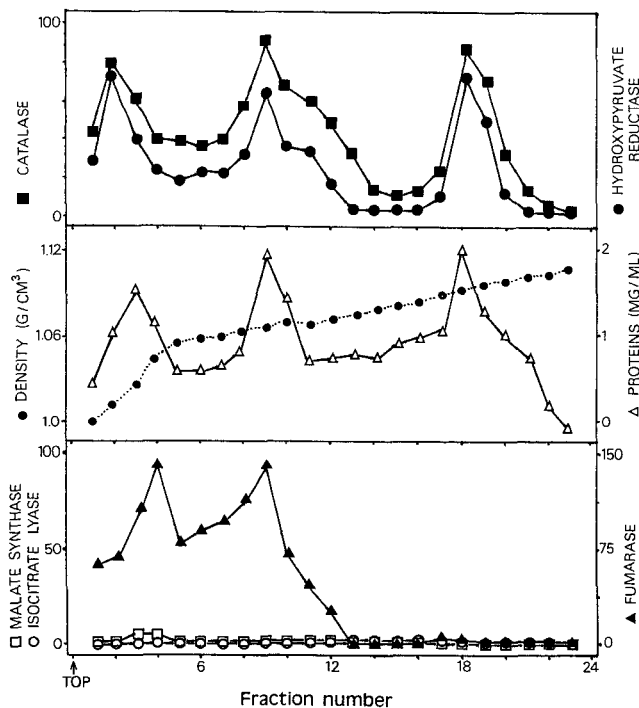 100
0
■ CATALASE
● HYDROXYPYRUVATE
REDUCTASE
1.12
1.06
1.0
● DENSITY (G/CM³)
2
1
0
△ PROTEINS (MG/ML)
100
50
0
□ MALATE SYNTHASE
○ ISOCITRATE LYASE
150
75
0
▲ FUMARASE
↑
TOP
6
12
18
24
Fraction number